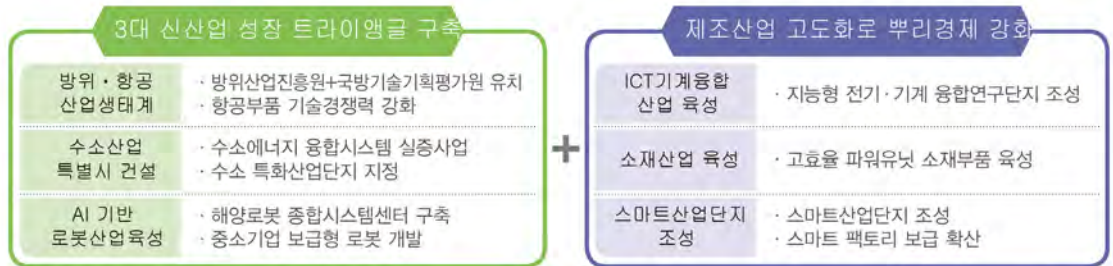 3대 신산업 성장 트라이앵글 구축
방위·항공
산업생태계
· 방위산업진흥원+국방기술기획평가원 유치
· 항공부품 기술경쟁력 강화
수소산업
특별시 건설
· 수소에너지 융합시스템 실증사업
· 수소 특화산업단지 지정
AI 기반
로봇산업육성
· 해양로봇 종합시스템센터 구축
· 중소기업 보급형 로봇 개발
+
제조산업 고도화로 뿌리경제 강화
ICT기계융합
산업 육성
· 지능형 전기·기계 융합연구단지 조성
소재산업 육성
· 고효율 파워유닛 소재부품 육성
스마트산업단지
조성
· 스마트산업단지 조성
· 스마트 팩토리 보급 확산